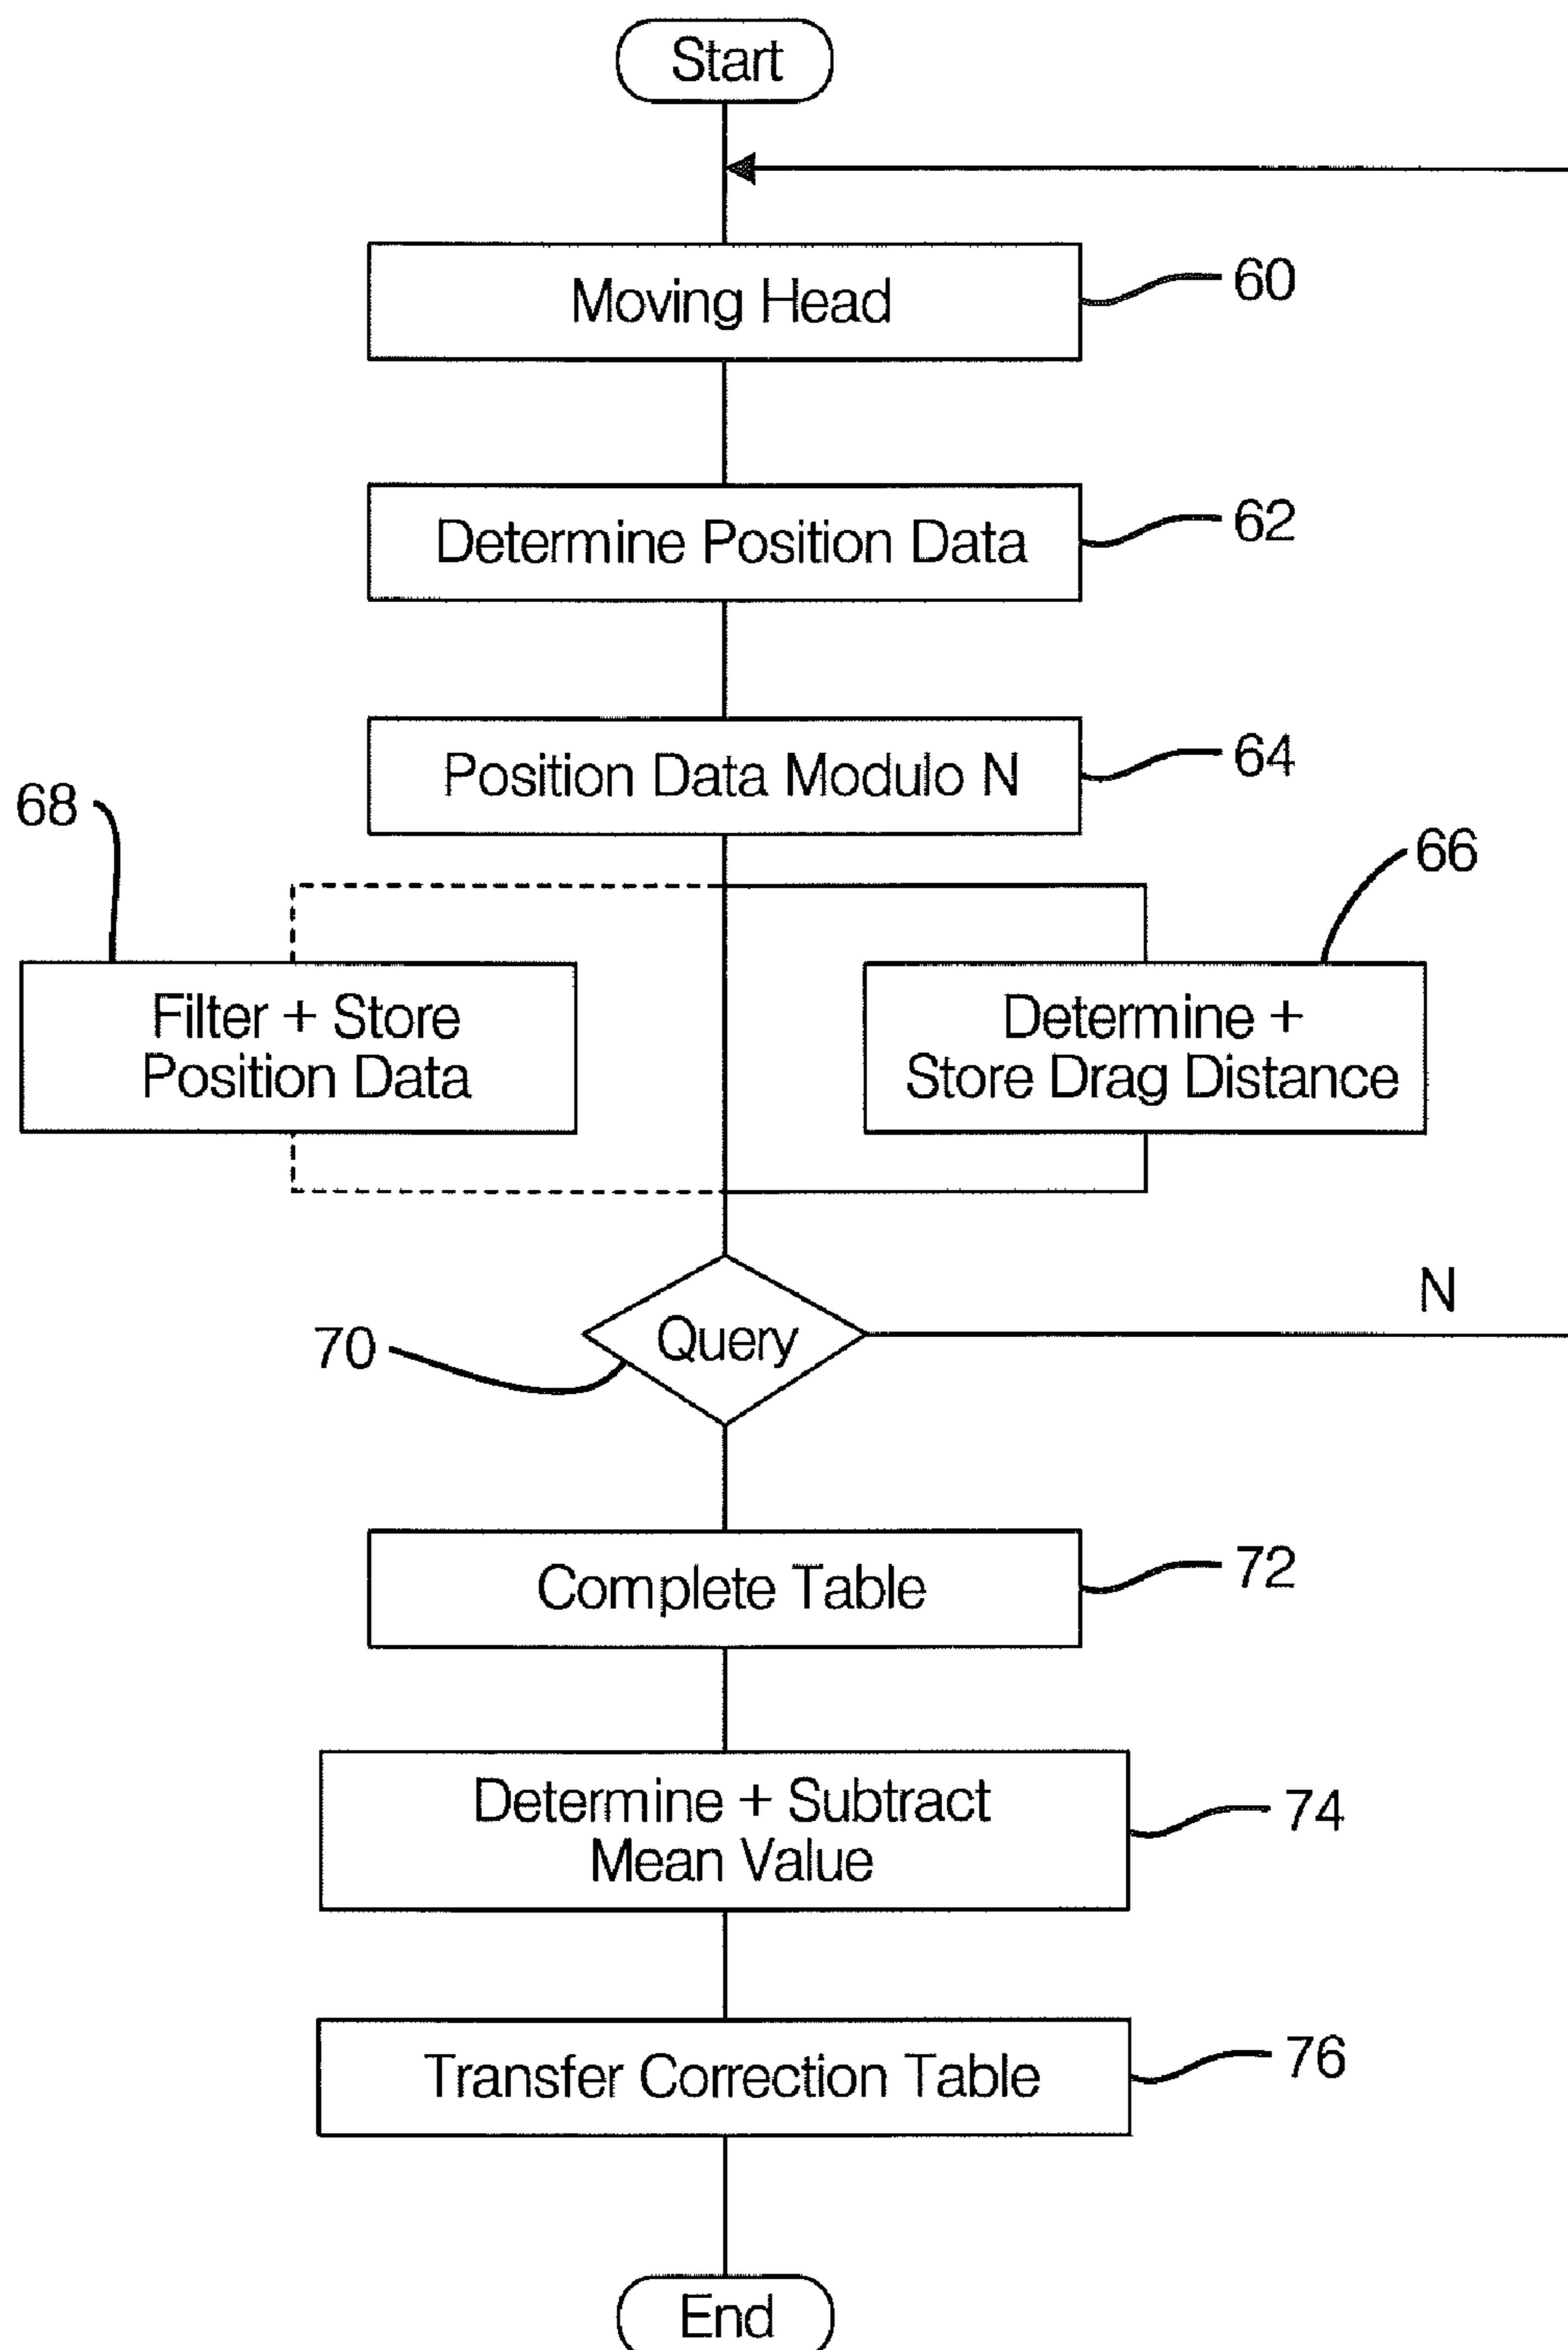 Start
Moving Head
60
Determine Position Data
62
Position Data Modulo N
64
68
66
Filter + Store
Position Data
Determine +
Store Drag Distance
N
Query
70
Complete Table
72
Determine + Subtract
Mean Value
74
Transfer Correction Table
76
End